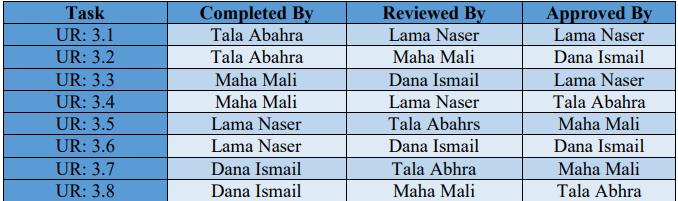 Task Completed By Reviewed By Approved By
UR: 3.1 Tala Abahra Lama Naser Lama Naser
UR: 3.2 Tala Abahra Maha Mali Dana Ismail
UR: 3.3 Maha Mali Dana Ismail Lama Naser
UR: 3.4 Maha Mali Lama Naser Tala Abahra
UR: 3.5 Lama Naser Tala Abahrs Maha Mali
UR: 3.6 Lama Naser Dana Ismail Dana Ismail
UR: 3.7 Dana Ismail Tala Abhra Maha Mali
UR: 3.8 Dana Ismail Maha Mali Tala Abhra